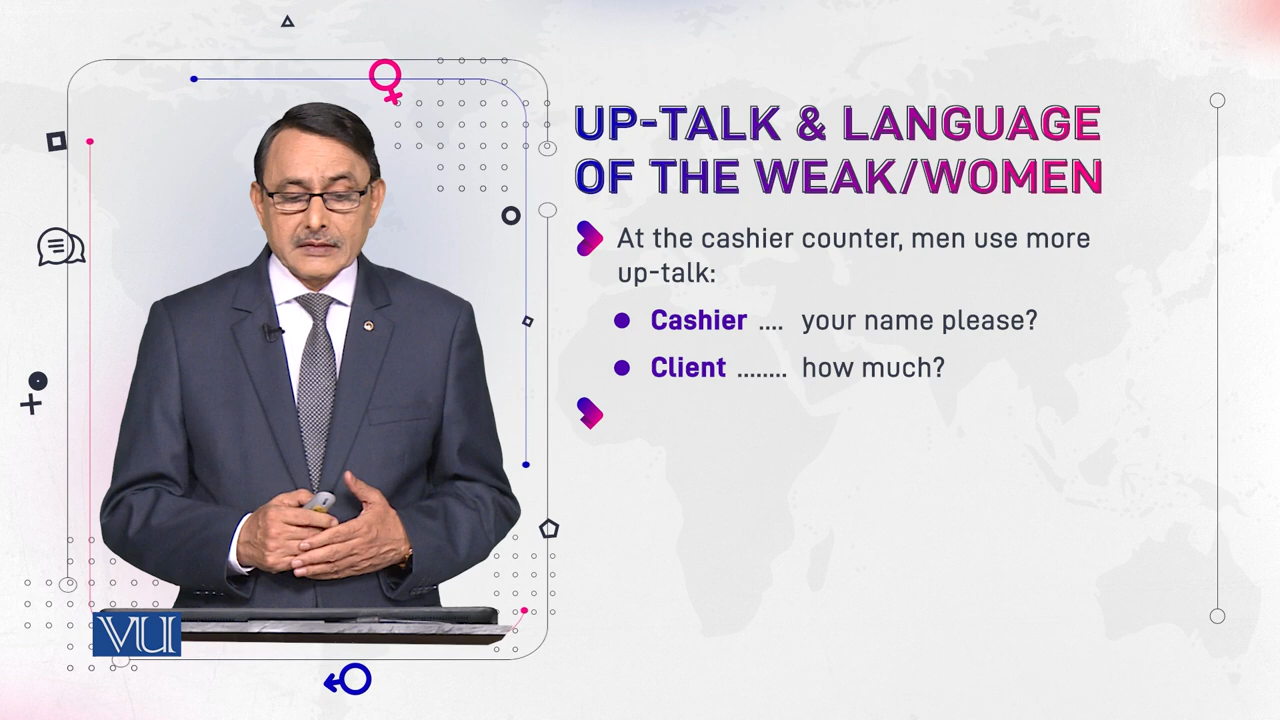 UP-TALK & LANGUAGE
OF THE WEAK/WOMEN
At the cashier counter, men use more
up-talk:
Cashier .... your name please?
Client ........ how much?
VU